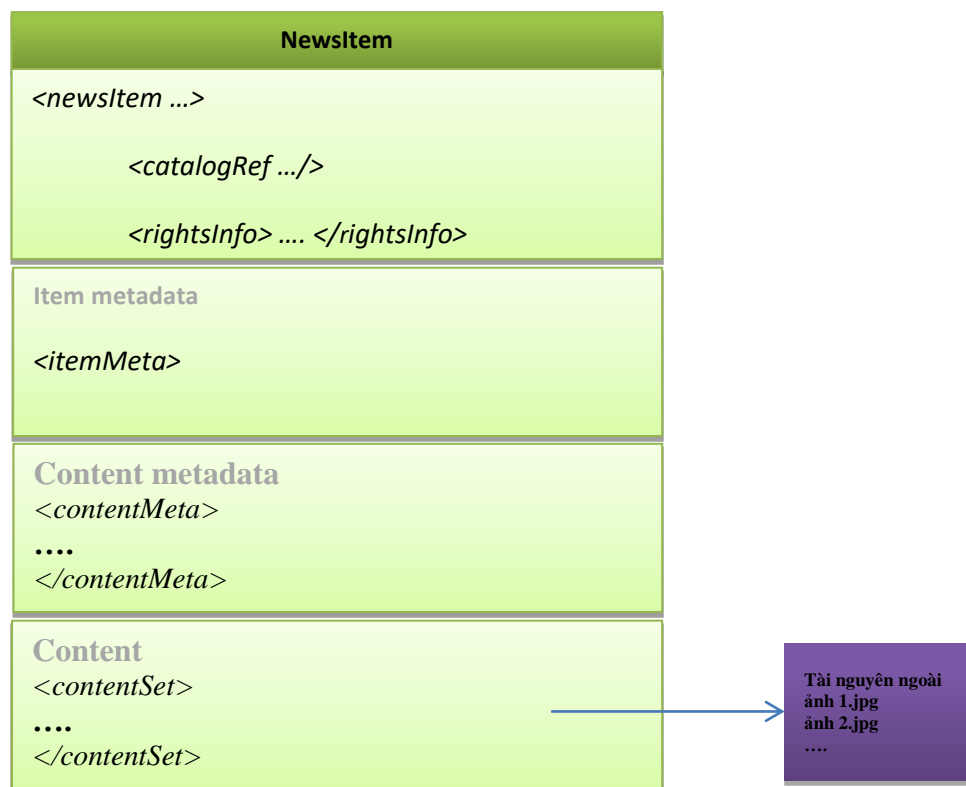 NewsItem
<newsItem …>
<catalogRef …/>
<rightsInfo> …. </rightsInfo>
Item metadata
<itemMeta>
Content metadata
<contentMeta>
….
</contentMeta>
Content
<contentSet>
….
</contentSet>
Tài nguyên ngoài
ảnh 1.jpg
ảnh 2.jpg
….